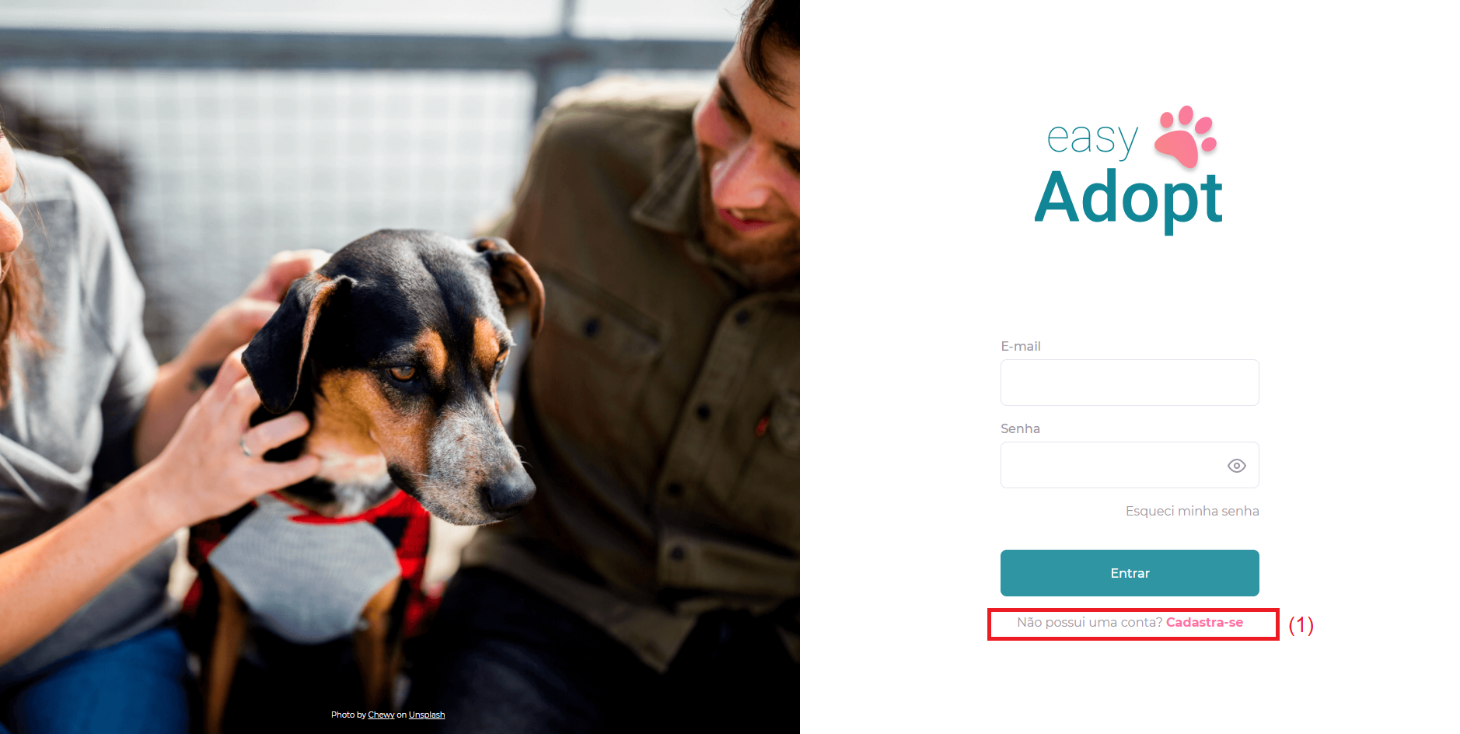 easy
Adopt
E-mail
Senha
Esqueci minha senha
Entrar
Não possui uma conta? Cadastra-se
(1)
Photo by Chewy on Unsplash